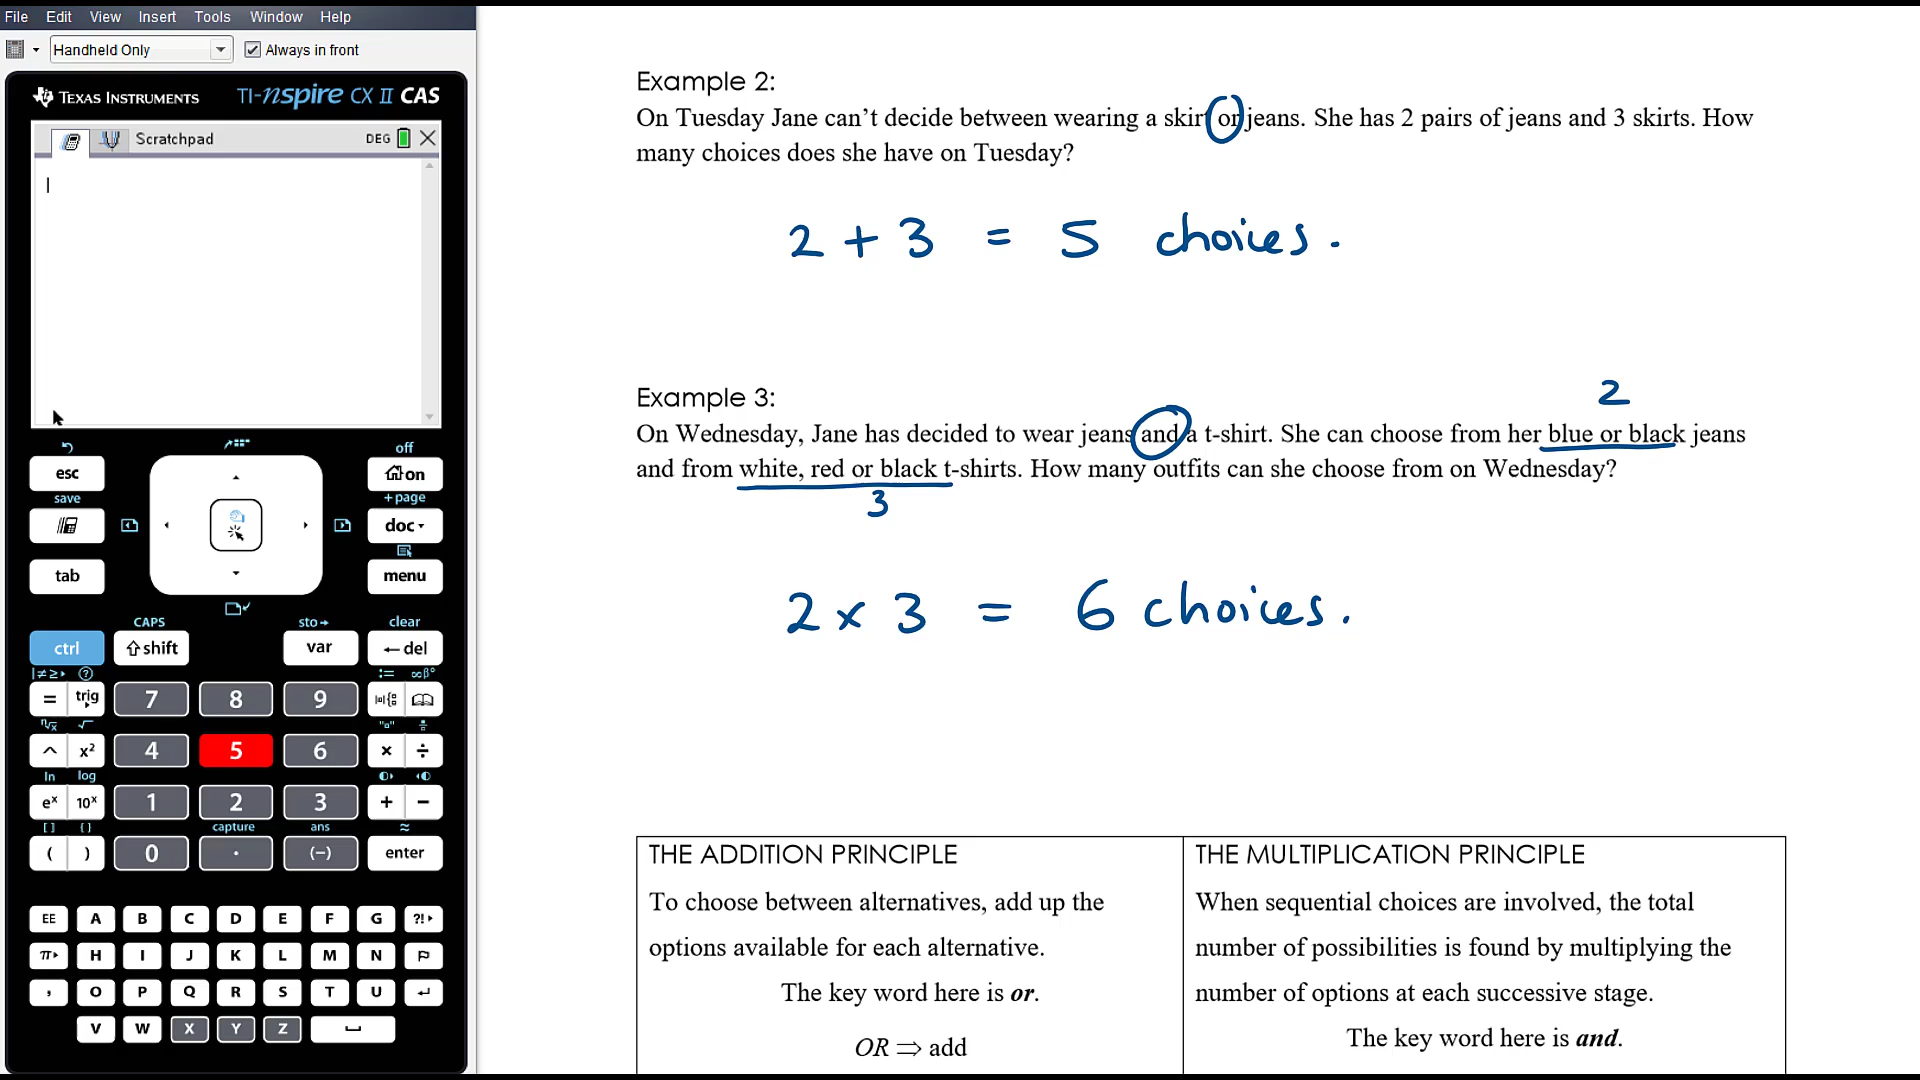 File Edit View Insert Tools Window Help
Handheld Only Always in front
TEXAS INSTRUMENTS TI-nspire CX II CAS
Scratchpad DEG
off
esc on
save + page
doc
tab menu
CAPS sto→ clear
ctrl ⇧shift var ←del
|≠≥▸ ? := ∞β°
= trig 7 8 9
ⁿ√x √ "▫"
^ x² 4 5 6 × ÷
ln log
eˣ 10ˣ 1 2 3 + −
[ ] { } capture ans ≈
( ) 0 . (−) enter
EE A B C D E F G ?!▸
π▸ H I J K L M N
, O P Q R S T U ↵
V W X Y Z
Example 2:
On Tuesday Jane can’t decide between wearing a skirt or jeans. She has 2 pairs of jeans and 3 skirts. How
many choices does she have on Tuesday?
2 + 3 = 5 choices.
Example 3:
2
On Wednesday, Jane has decided to wear jeans and a t-shirt. She can choose from her blue or black jeans
and from white, red or black t-shirts. How many outfits can she choose from on Wednesday?
3
2 × 3 = 6 choices.
THE ADDITION PRINCIPLE
To choose between alternatives, add up the
options available for each alternative.
The key word here is or.
OR ⇒ add
THE MULTIPLICATION PRINCIPLE
When sequential choices are involved, the total
number of possibilities is found by multiplying the
number of options at each successive stage.
The key word here is and.